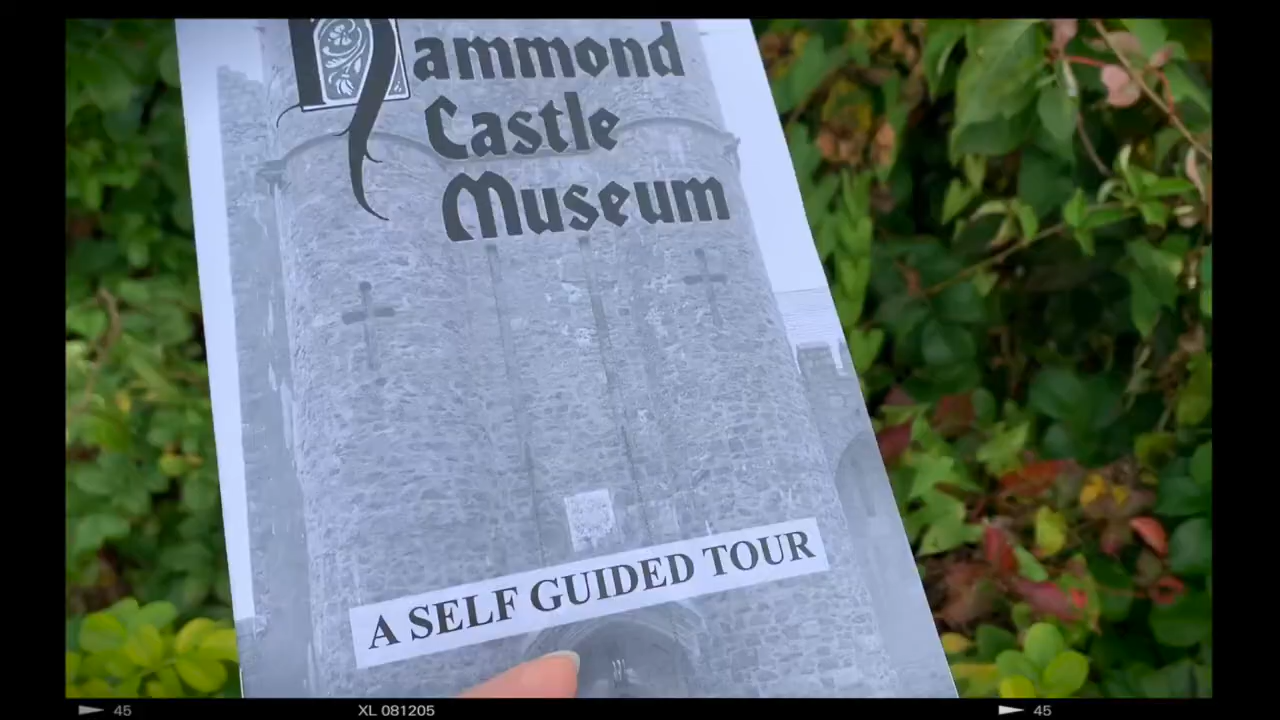 Hammond
Castle
Museum
A SELF GUIDED TOUR
45
XL 081205
45